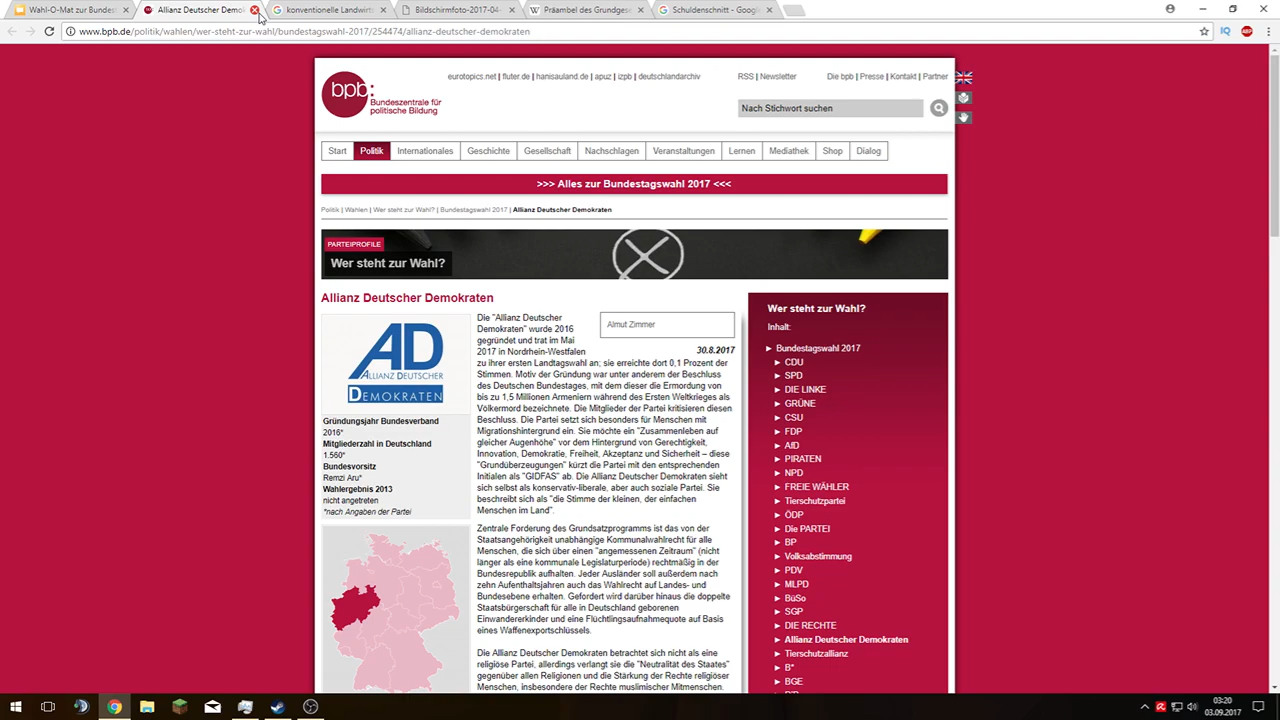 Wahl-O-Mat zur Bundes
Allianz Deutscher Demo
konventionelle Landwirts
Bildschirmfoto-2017-04-
Präambel des Grundgese
Schuldenschnitt - Google
www.bpb.de/politik/wahlen/wer-steht-zur-wahl/bundestagswahl-2017/254474/allianz-deutscher-demokraten
eurotopics.net | fluter.de | hanisauland.de | apuz | izpb | deutschlandarchiv
RSS | Newsletter
Die bpb | Presse | Kontakt | Partner
bpb:
Bundeszentrale für
politische Bildung
Nach Stichwort suchen
Start
Politik
Internationales
Geschichte
Gesellschaft
Nachschlagen
Veranstaltungen
Lernen
Mediathek
Shop
Dialog
>>> Alles zur Bundestagswahl 2017 <<<
Politik | Wahlen | Wer steht zur Wahl? | Bundestagswahl 2017 | Allianz Deutscher Demokraten
PARTEIPROFILE
Wer steht zur Wahl?
Allianz Deutscher Demokraten
AD
ALLIANZ DEUTSCHER
DEMOKRATEN
Gründungsjahr Bundesverband
2016*
Mitgliederzahl in Deutschland
1.560*
Bundesvorsitz
Remzi Aru*
Wahlergebnis 2013
nicht angetreten
*nach Angaben der Partei
Almut Zimmer
30.8.2017
Die "Allianz Deutscher
Demokraten" wurde 2016
gegründet und trat im Mai
2017 in Nordrhein-Westfalen
zu ihrer ersten Landtagswahl an; sie erreichte dort 0,1 Prozent der
Stimmen. Motiv der Gründung war unter anderem der Beschluss
des Deutschen Bundestages, mit dem dieser die Ermordung von
bis zu 1,5 Millionen Armeniern während des Ersten Weltkrieges als
Völkermord bezeichnete. Die Mitglieder der Partei kritisieren diesen
Beschluss. Die Partei setzt sich besonders für Menschen mit
Migrationshintergrund ein. Sie möchte ein "Zusammenleben auf
gleicher Augenhöhe" vor dem Hintergrund von Gerechtigkeit,
Innovation, Demokratie, Freiheit, Akzeptanz und Sicherheit – diese
"Grundüberzeugungen" kürzt die Partei mit den entsprechenden
Initialen als "GIDFAS" ab. Die Allianz Deutscher Demokraten sieht
sich selbst als konservativ-liberale, aber auch soziale Partei. Sie
beschreibt sich als "die Stimme der kleinen, der einfachen
Menschen im Land".
Zentrale Forderung des Grundsatzprogramms ist das von der
Staatsangehörigkeit unabhängige Kommunalwahlrecht für alle
Menschen, die sich über einen "angemessenen Zeitraum" (nicht
länger als eine kommunale Legislaturperiode) rechtmäßig in der
Bundesrepublik aufhalten. Jeder Ausländer soll außerdem nach
zehn Aufenthaltsjahren auch das Wahlrecht auf Landes- und
Bundesebene erhalten. Gefordert wird darüber hinaus die doppelte
Staatsbürgerschaft für alle in Deutschland geborenen
Einwandererkinder und eine Flüchtlingsaufnahmequote auf Basis
eines Waffenexportschlüssels.
Die Allianz Deutscher Demokraten betrachtet sich nicht als eine
religiöse Partei, allerdings verlangt sie die "Neutralität des Staates"
gegenüber allen Religionen und die Stärkung der Rechte religiöser
Menschen, insbesondere der Rechte muslimischer Mitmenschen.
Wer steht zur Wahl?
Inhalt:
Bundestagswahl 2017
CDU
SPD
DIE LINKE
GRÜNE
CSU
FDP
AfD
PIRATEN
NPD
FREIE WÄHLER
Tierschutzpartei
ÖDP
Die PARTEI
BP
Volksabstimmung
PDV
MLPD
BüSo
SGP
DIE RECHTE
Allianz Deutscher Demokraten
Tierschutzallianz
B*
BGE
03:20
03.09.2017